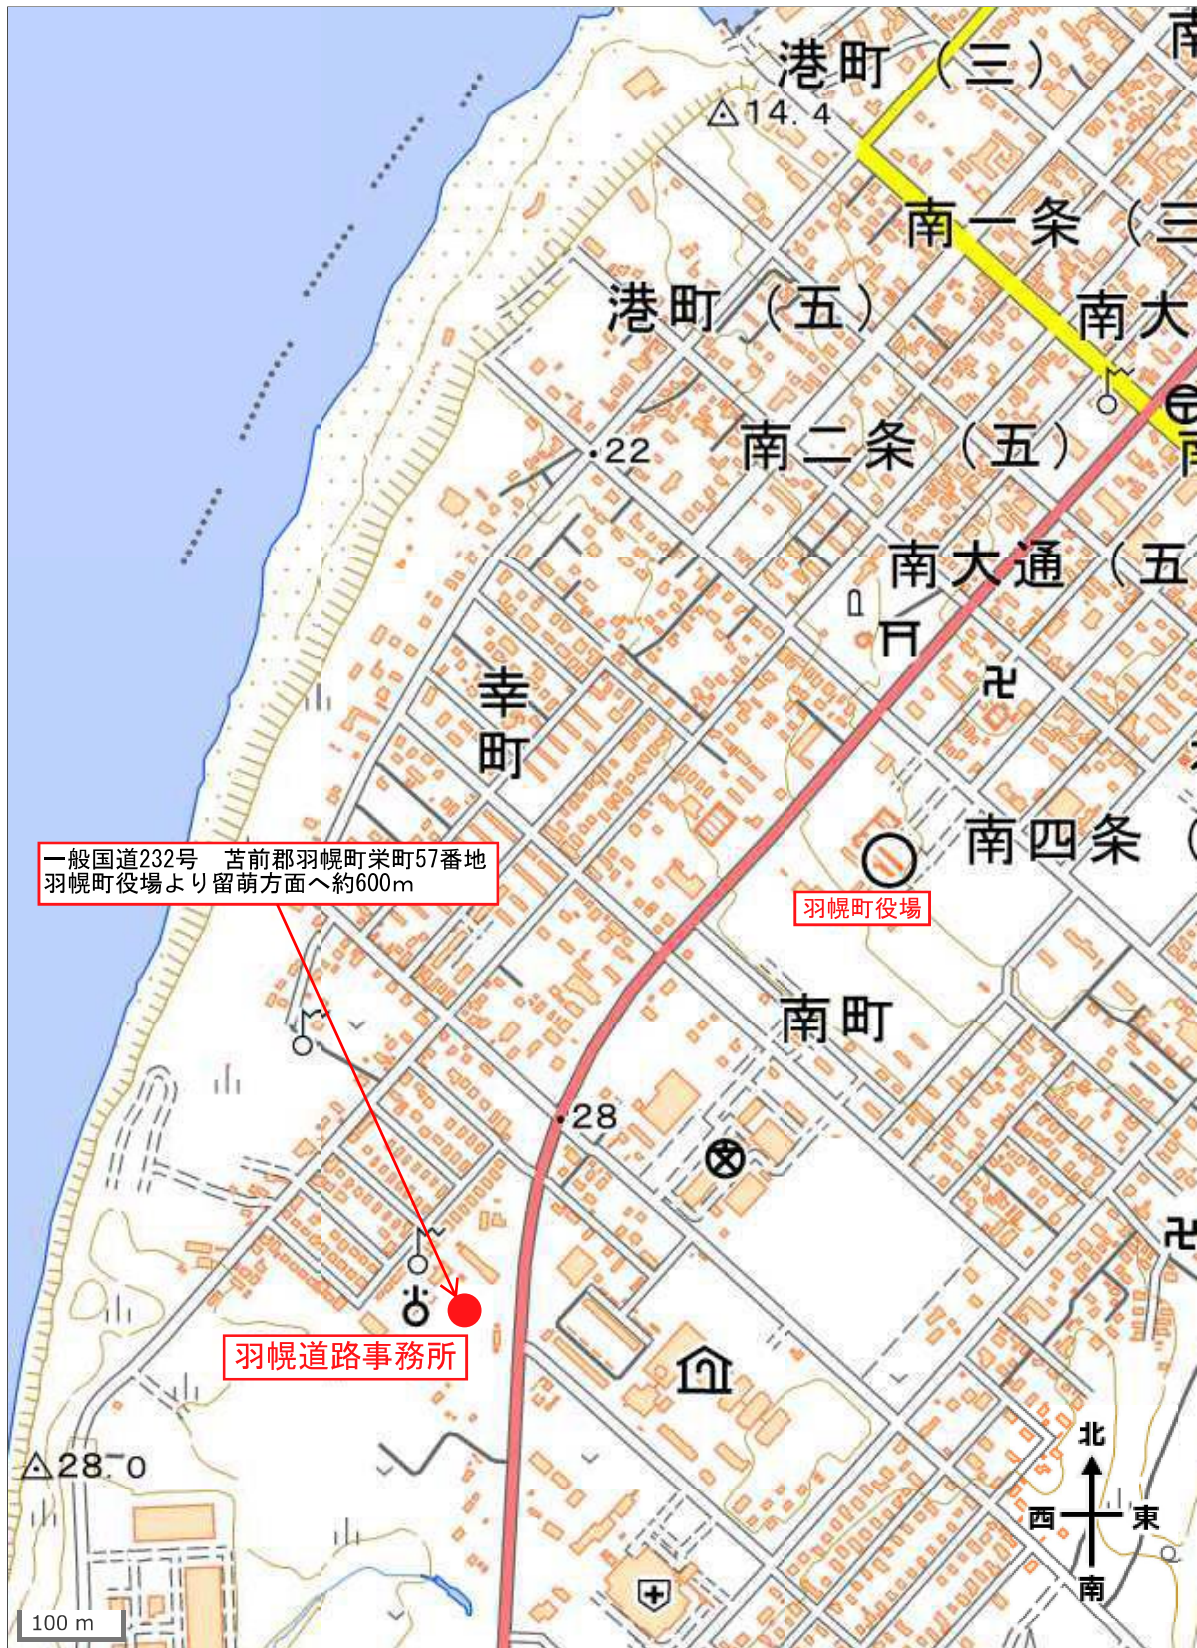 港町（三）
14.4
南一条（三
港町（五）
南大
22
南二条（五）
南大通（五
幸
町
南四条（
一般国道232号　苫前郡羽幌町栄町57番地
羽幌町役場より留萌方面へ約600m
羽幌町役場
南町
28
羽幌道路事務所
北
28.0
西
東
南
100 m